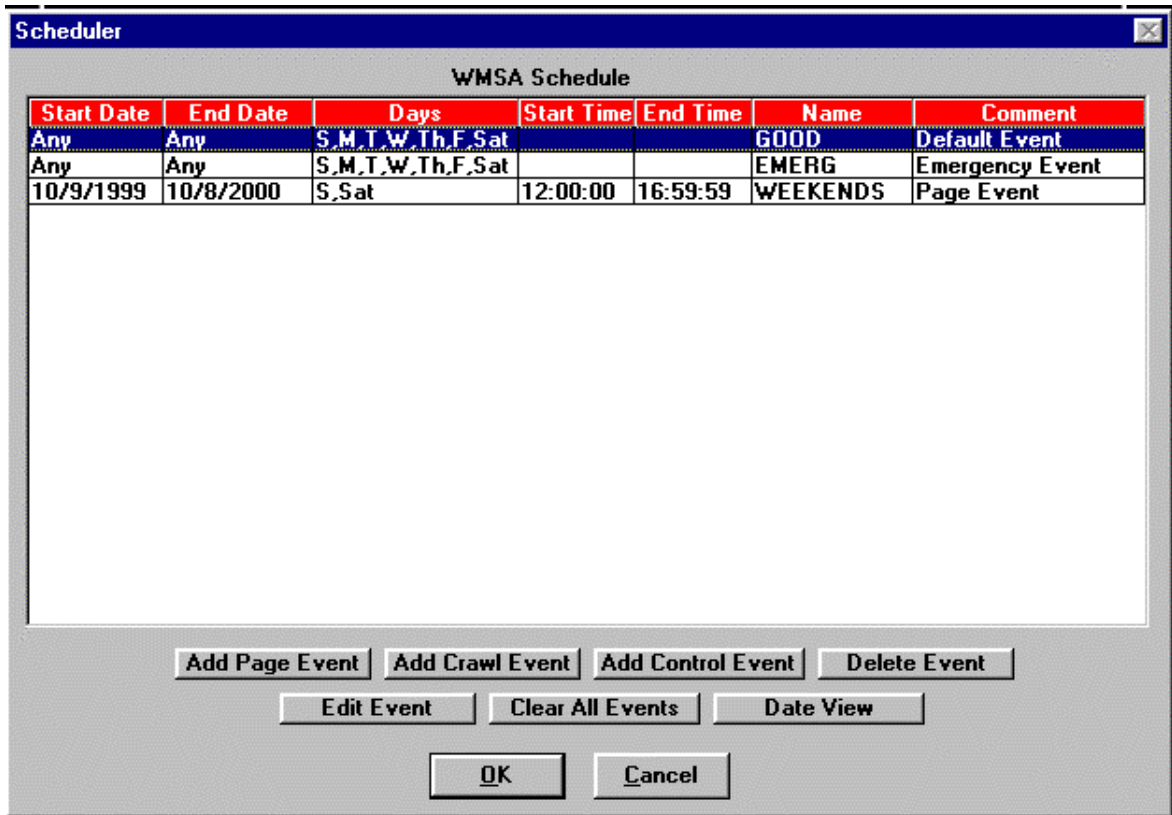 Scheduler
WMSA Schedule
Start Date End Date Days Start Time End Time Name Comment
Any Any S,M,T,W,Th,F,Sat GOOD Default Event
Any Any S,M,T,W,Th,F,Sat EMERG Emergency Event
10/9/1999 10/8/2000 S,Sat 12:00:00 16:59:59 WEEKENDS Page Event
Add Page Event Add Crawl Event Add Control Event Delete Event
Edit Event Clear All Events Date View
OK Cancel